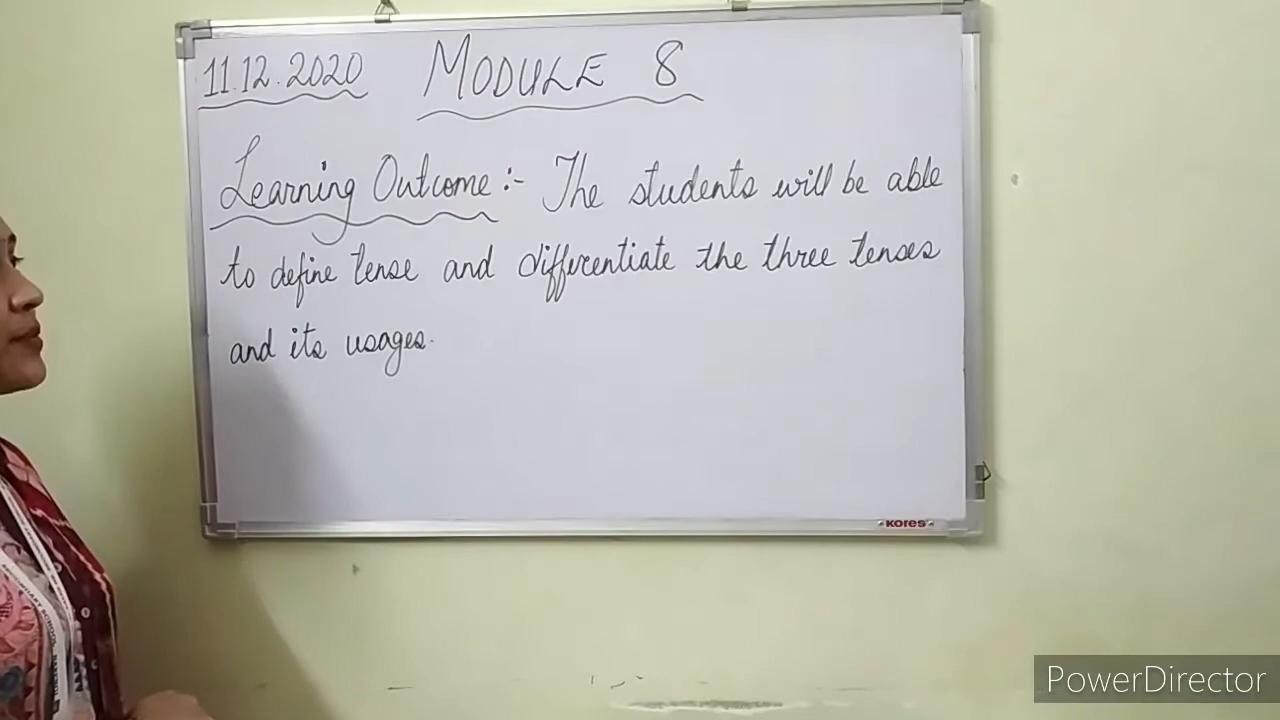 11.12.2020 MODULE 8
Learning Outcome :- The students will be able
to define tense and differentiate the three tenses
and its usages.
KORES
PowerDirector